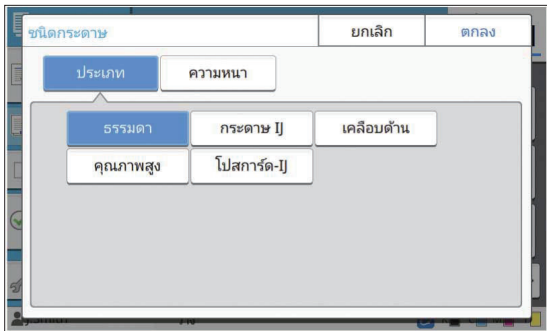 ชนิดกระดาษ ยกเลิก ตกลง
ประเภท ความหนา
ธรรมดา กระดาษ IJ เคลือบด้าน
คุณภาพสูง โปสการ์ด-IJ